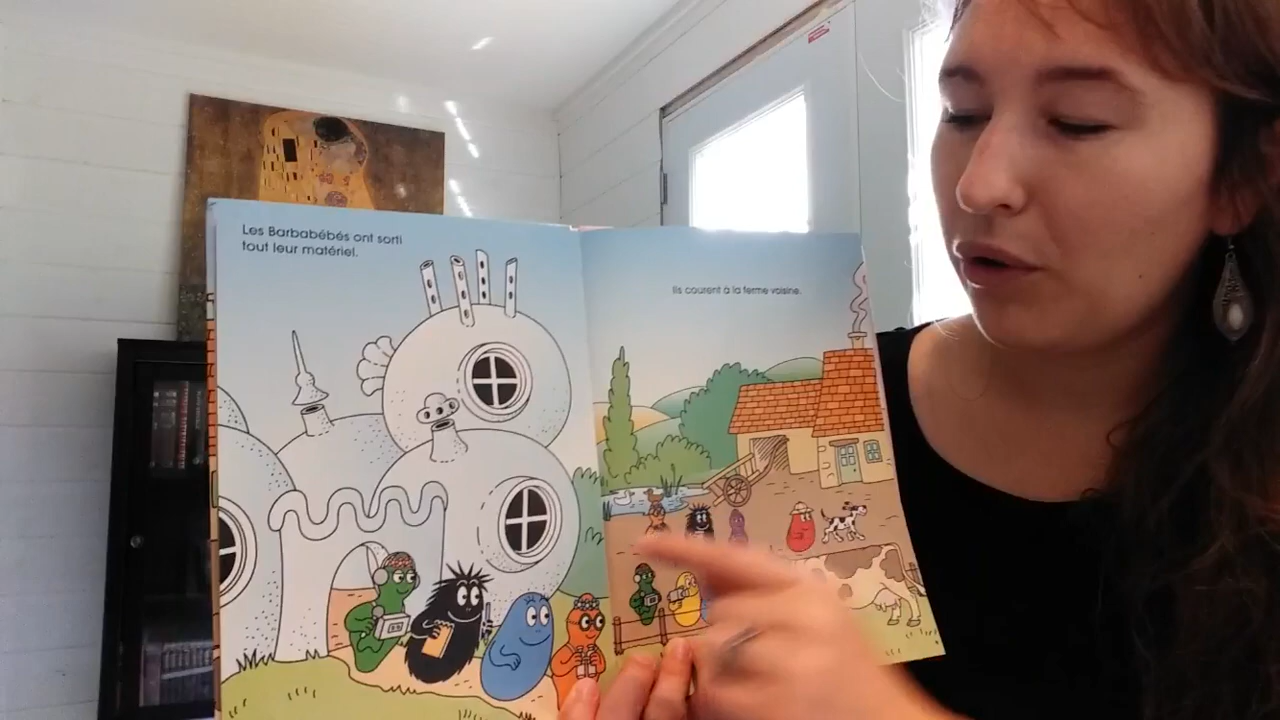 Les Barbabébés ont sorti
tout leur matériel.
Ils courent à la ferme voisine.